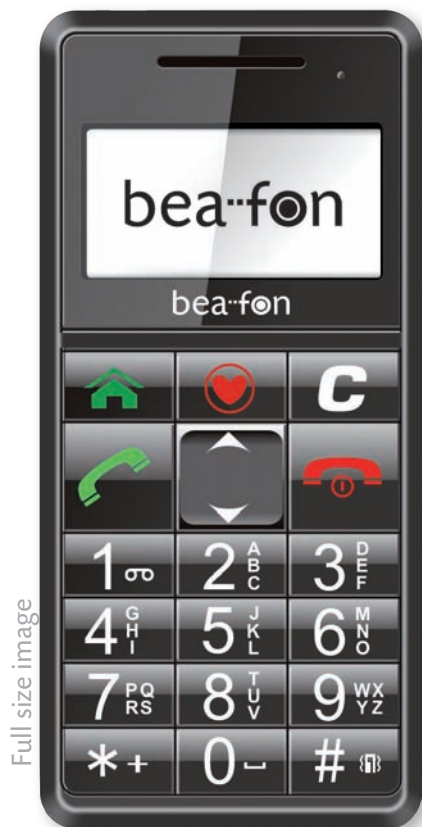 bea-fon
bea-fon
C
1
2 ABC
3 DEF
4 GHI
5 JKL
6 MNO
7 PQRS
8 TUV
9 WXYZ
*+
0
#
Full size image